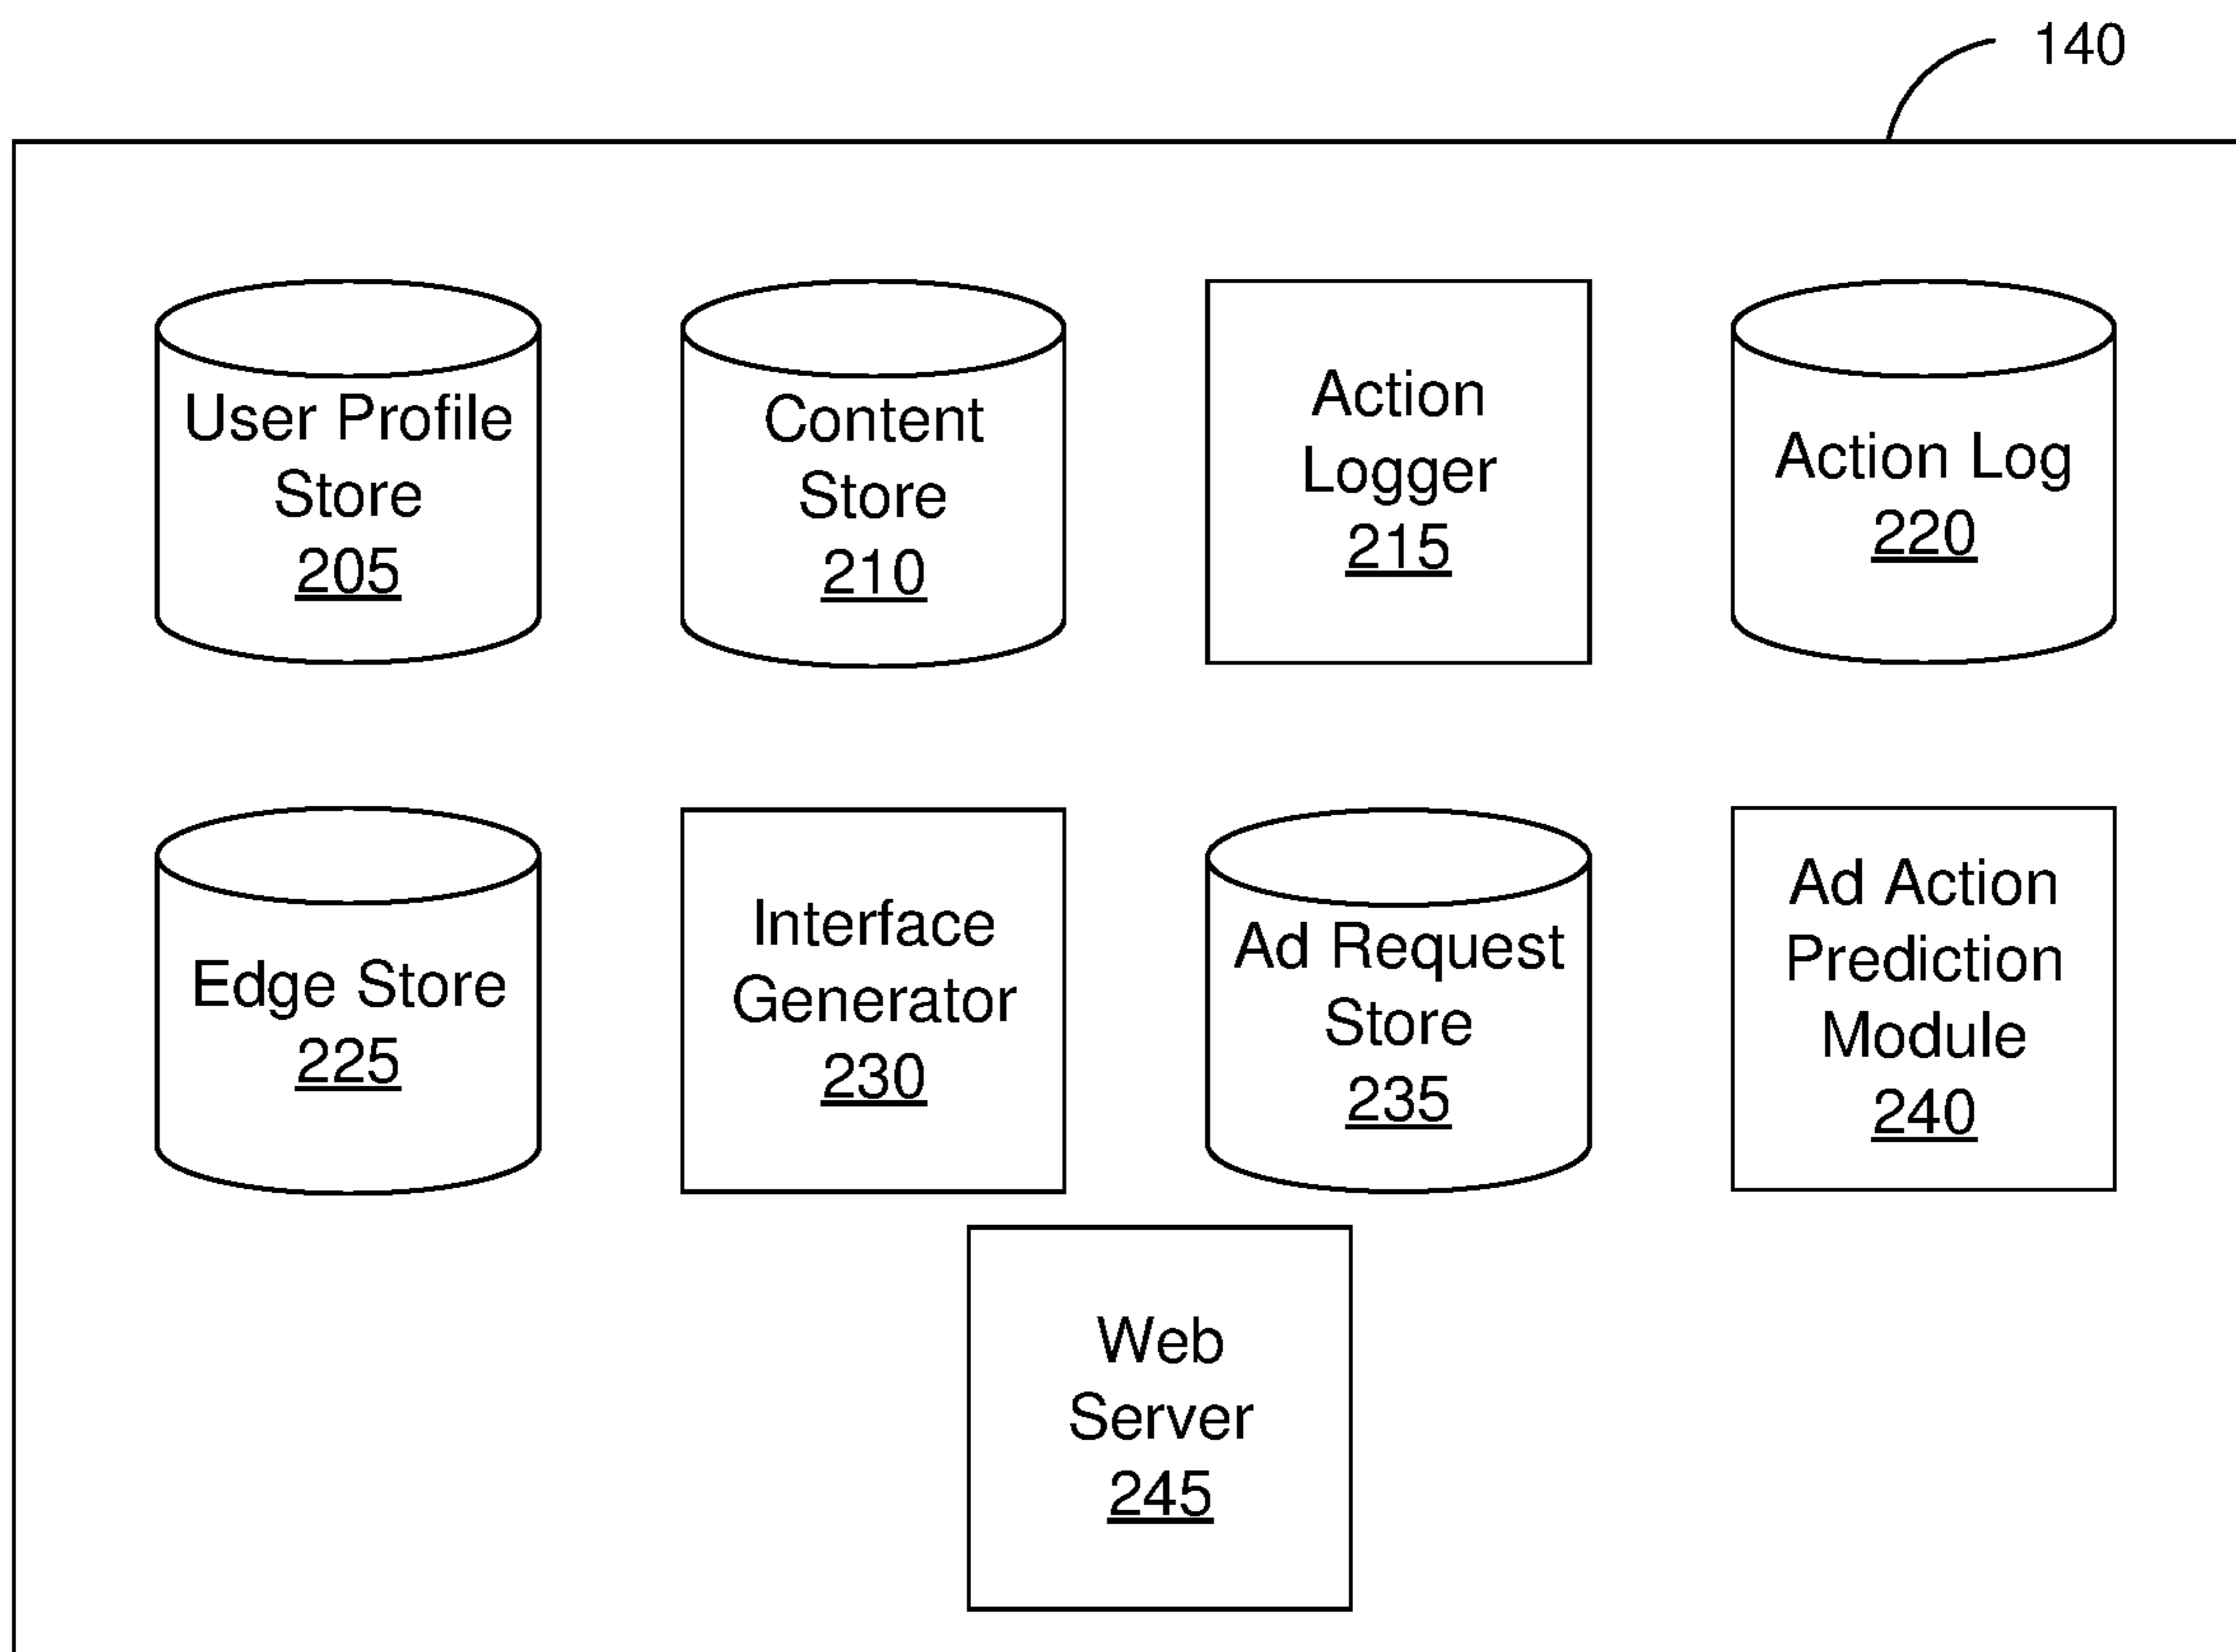 140
User Profile
Store
205
Content
Store
210
Action
Logger
215
Action Log
220
Edge Store
225
Interface
Generator
230
Ad Request
Store
235
Ad Action
Prediction
Module
240
Web
Server
245